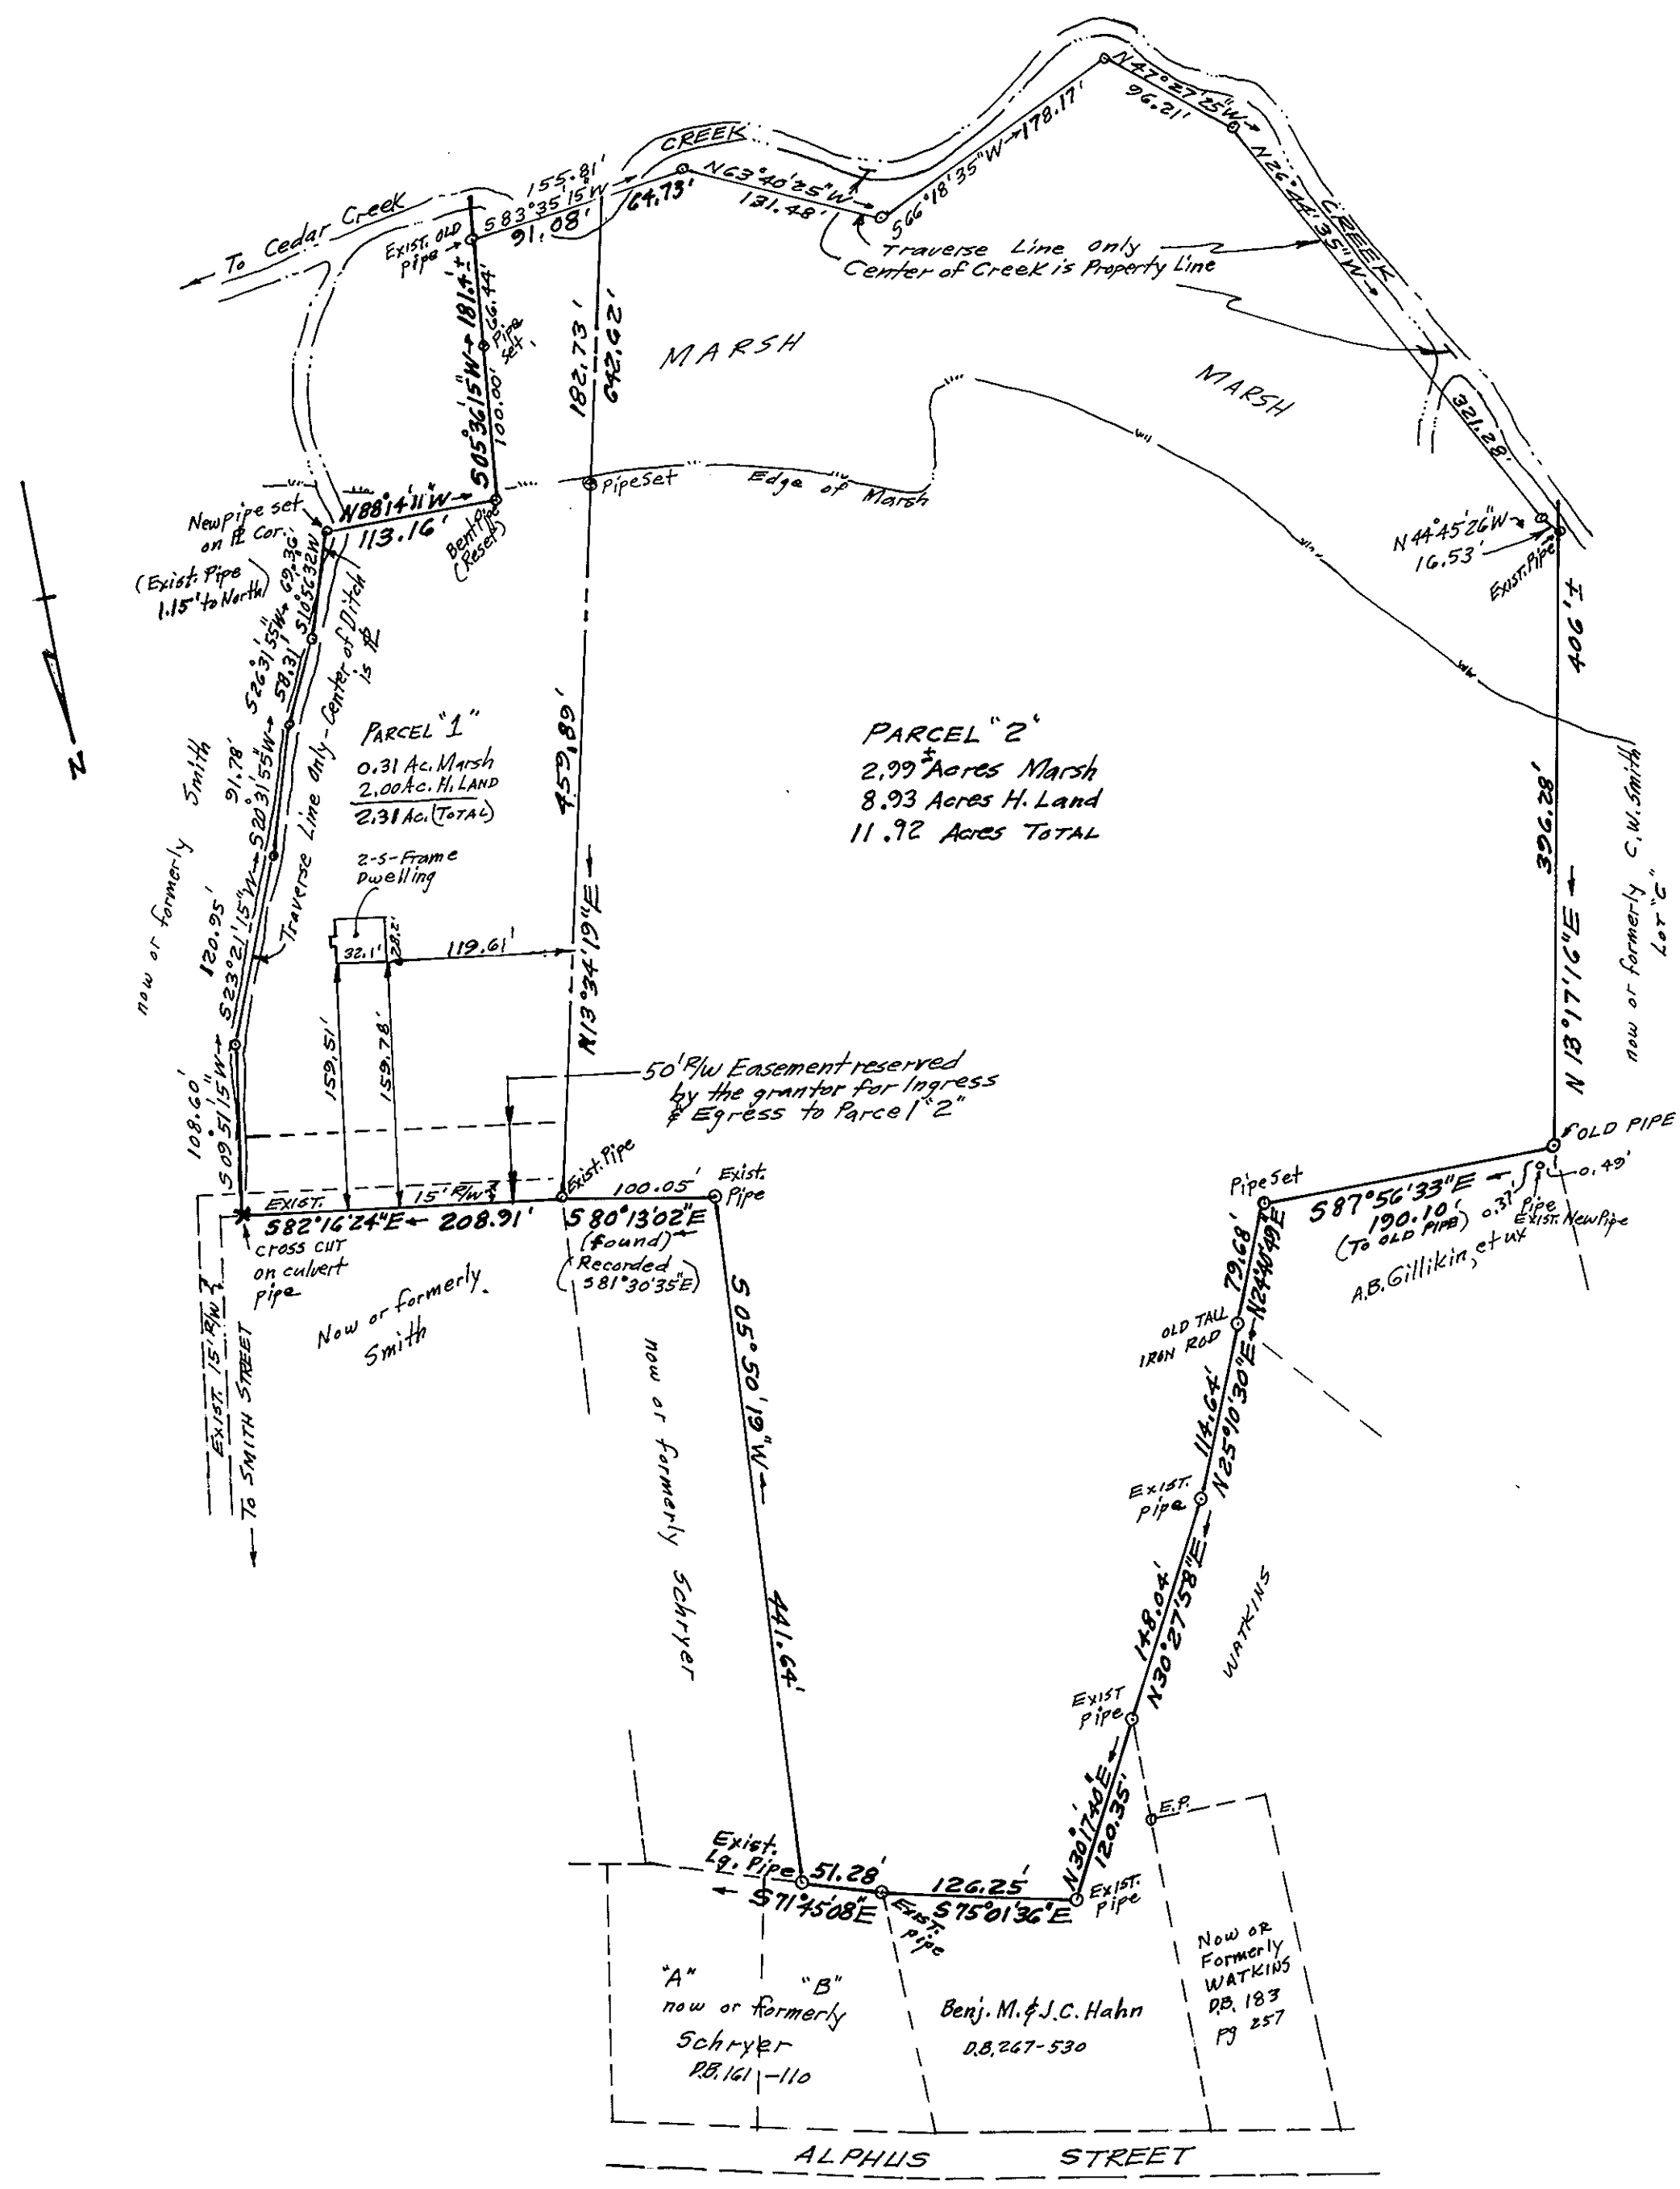 To Cedar Creek
CREEK
155.81'
S83°35'15"W
91.08'
64.73'
N63°40'25"W
131.48'
S66°18'35"W 178.17'
N47°27'25"W
96.21'
N26°44'35"W
CREEK
321.28'
Traverse Line only
Center of Creek is Property Line
EXIST. OLD
Pipe
S05°36'15"W 181.4'±
66.44'
Pipe
set.
100.00'
182.73'
642.62'
MARSH
MARSH
Pipe Set
Edge of Marsh
New pipe set
on PL Cor.
(Exist. Pipe
1.15' to North)
N88°14'11"W
113.16'
Bent Pipe
(Reset)
N44°45'26"W
16.53'
Exist. Pipe
406'±
69.36'
S10°56'32"W
S26°31'55"W
58.31'
91.78'
S20°31'55"W
120.95'
S23°21'15"W
108.60'
S09°51'15"W
now or formerly Smith
Traverse Line Only - Center of Ditch
is PL
PARCEL "1"
0.31 Ac. Marsh
2.00 Ac. H. LAND
2.31 Ac. (TOTAL)
2-S-Frame
Dwelling
32.1'
28.2'
119.61'
159.51'
159.78'
459.89'
N13°34'19"E
PARCEL "2"
2.99± Acres Marsh
8.93 Acres H. Land
11.92 Acres TOTAL
396.28'
N 13°17'16"E
now or formerly C.W. Smith
LOT "C"
50' R/W Easement reserved
by the grantor for Ingress
& Egress to Parcel "2"
Exist. Pipe
EXIST. 15' R/W
S82°16'24"E 208.91'
CROSS CUT
on culvert
pipe
100.05'
S80°13'02"E
(found)
(Recorded
S81°30'35"E)
Exist.
Pipe
OLD PIPE
0.49'
0.37'
Pipe
EXIST. New Pipe
Pipe Set
S87°56'33"E
190.10'
(To OLD PIPE)
A.B. Gillikin, et ux
EXIST. 15' R/W
To SMITH STREET
Now or formerly
Smith
now or formerly Schryer
S 05°50'19"W
441.64'
79.68'
N24°40'49"E
OLD TALL
IRON ROD
114.64'
N25°10'30"E
EXIST.
pipe
148.04'
N30°27'58"E
WATKINS
EXIST
pipe
N30°17'40"E
120.35'
E.P.
Exist.
Lg. Pipe
51.28'
S71°45'08"E
EXIST.
pipe
126.25'
S75°01'36"E
EXIST.
pipe
"A"
"B"
now or formerly
Schryer
D.B. 161-110
Benj. M. & J.C. Hahn
D.B. 267-530
Now OR
Formerly
WATKINS
D.B. 183
Pg 257
ALPHUS STREET
N